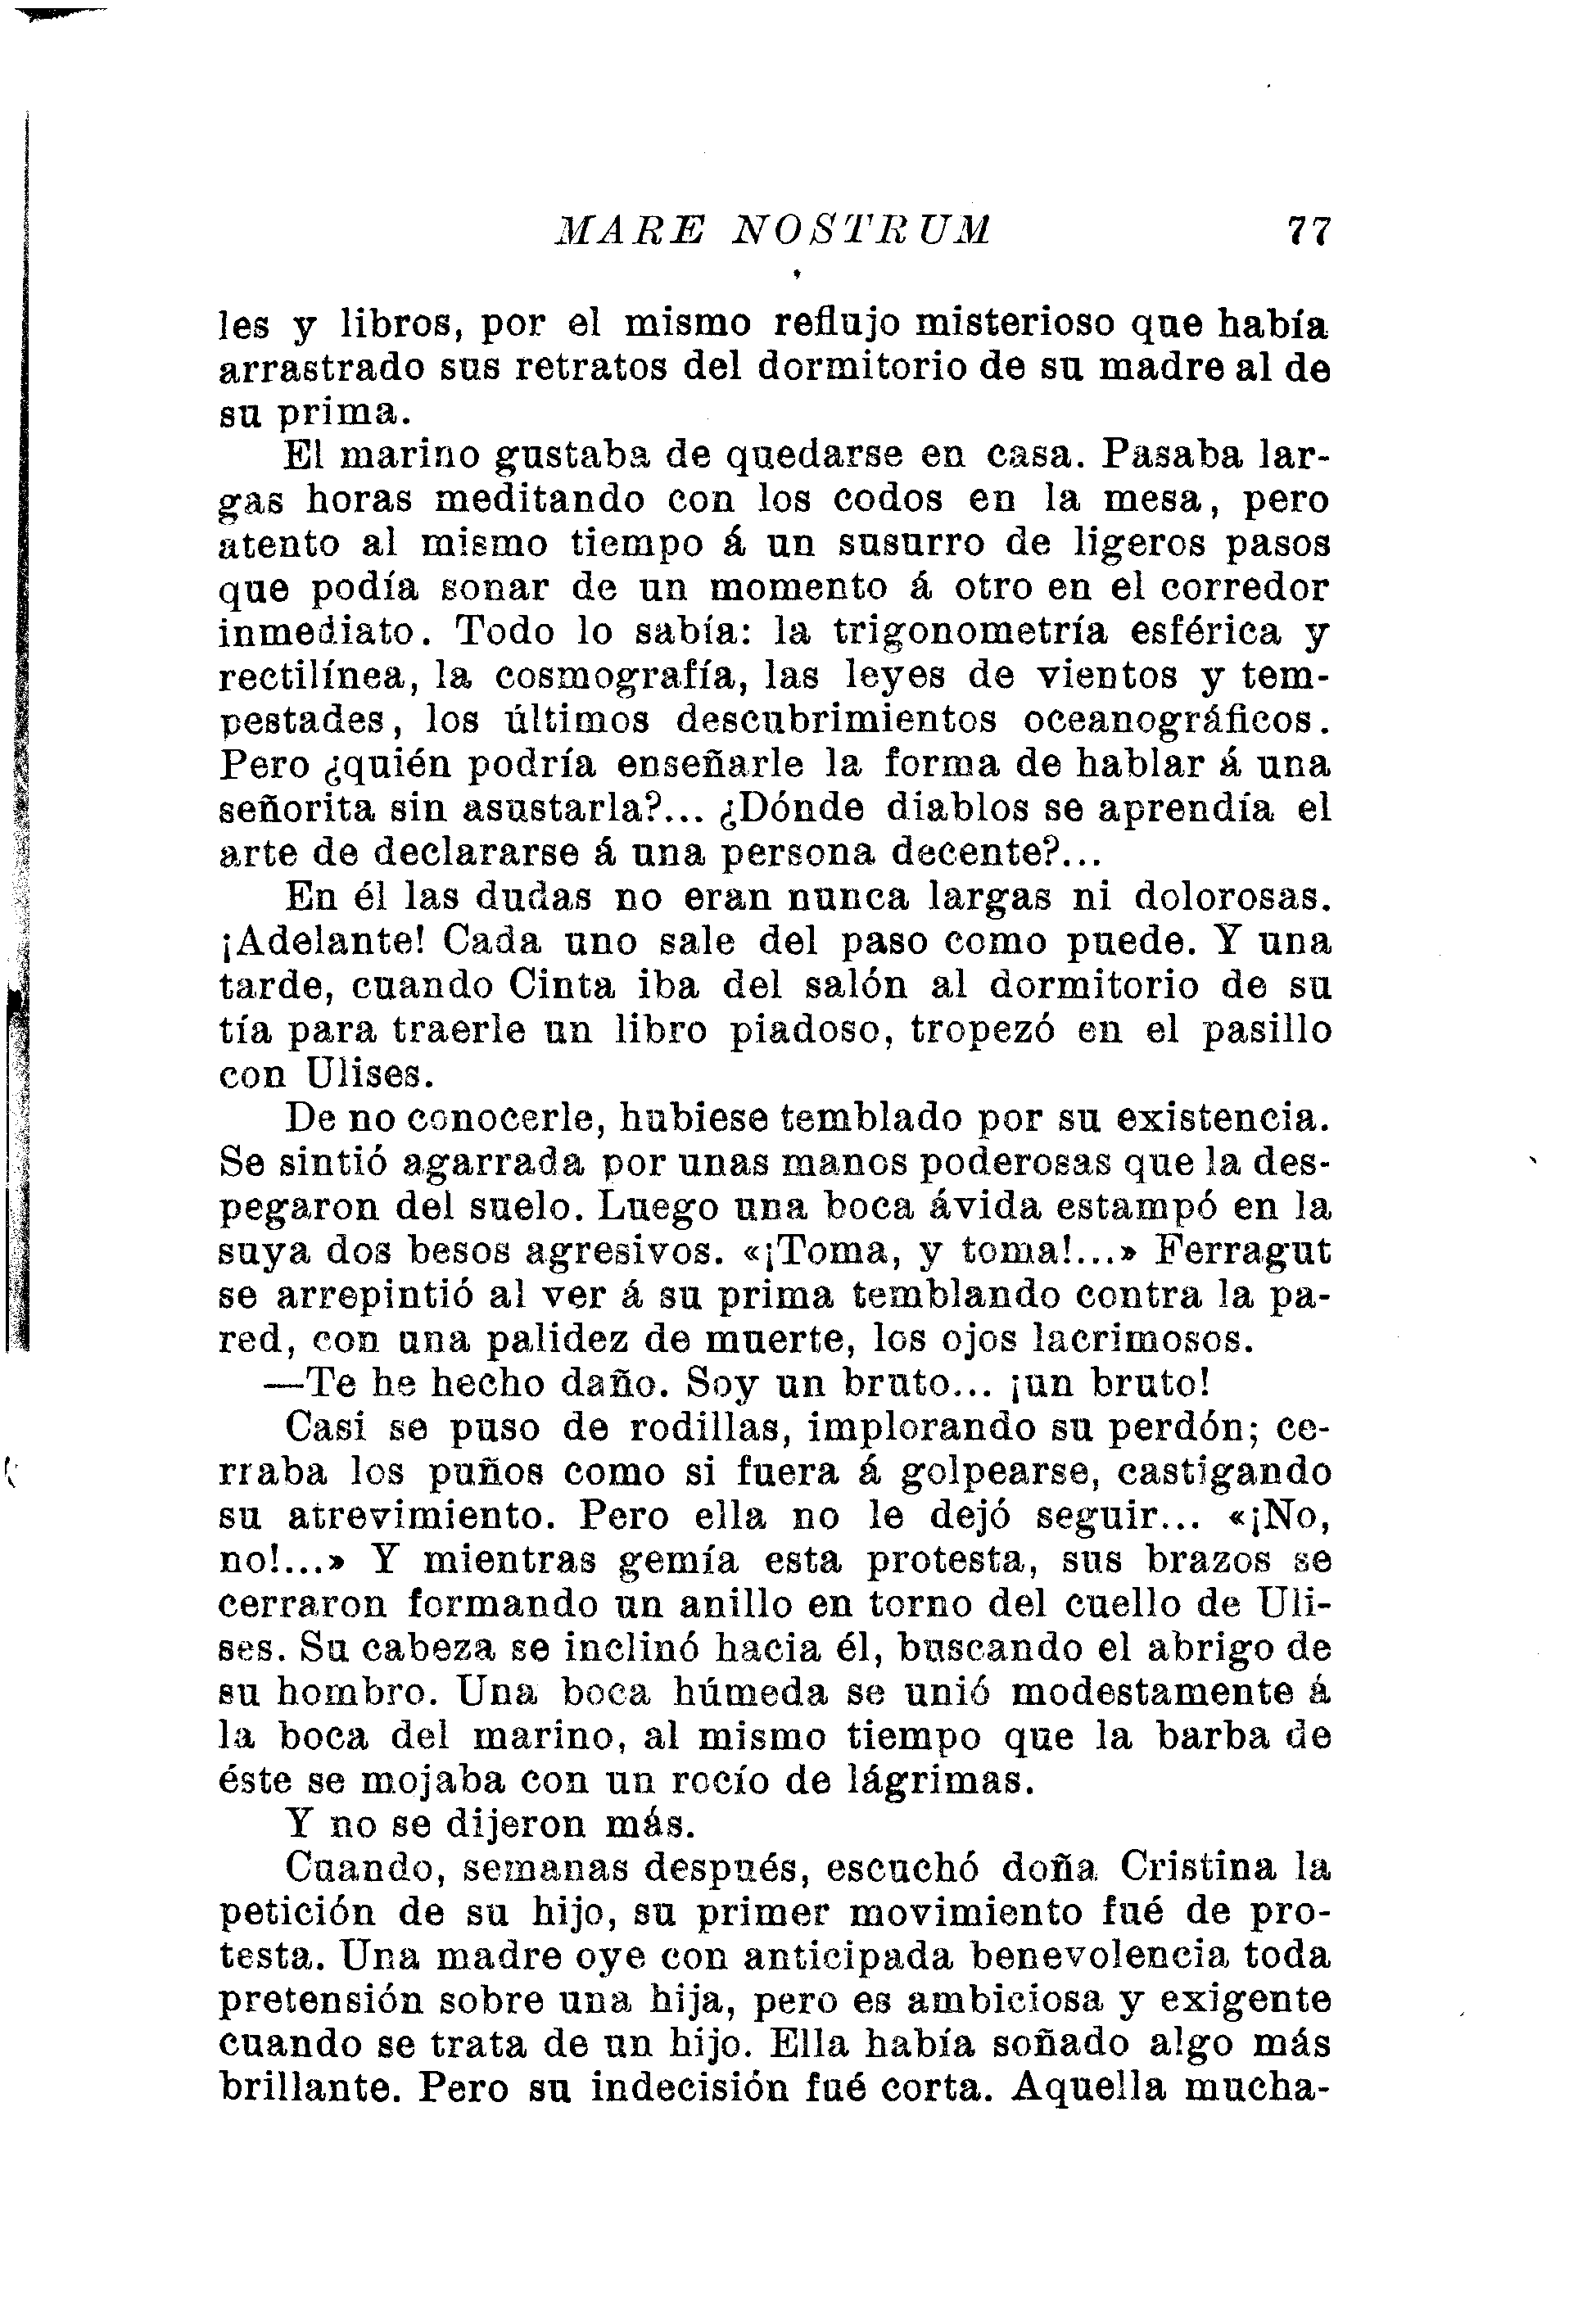 MARE NOSTRUM 77
les y libros, por el mismo reflujo misterioso que había
arrastrado sus retratos del dormitorio de su madre al de
su prima.
El marino gustaba de quedarse en casa. Pasaba lar-
gas horas meditando con los codos en la mesa, pero
atento al mismo tiempo á un susurro de ligeros pasos
que podía sonar de un momento á otro en el corredor
inmediato. Todo lo sabía: la trigonometría esférica y
rectilínea, la cosmografía, las leyes de vientos y tem-
pestades, los últimos descubrimientos oceanográficos.
Pero ¿quién podría enseñarle la forma de hablar á una
señorita sin asustarla?... ¿Dónde diablos se aprendía el
arte de declararse á una persona decente?...
En él las dudas no eran nunca largas ni dolorosas.
¡Adelante! Cada uno sale del paso como puede. Y una
tarde, cuando Cinta iba del salón al dormitorio de su
tía para traerle un libro piadoso, tropezó en el pasillo
con Ulises.
De no conocerle, hubiese temblado por su existencia.
Se sintió agarrada por unas manos poderosas que la des-
pegaron del suelo. Luego una boca ávida estampó en la
suya dos besos agresivos. «¡Toma, y toma!...» Ferragut
se arrepintió al ver á su prima temblando contra la pa-
red, con una palidez de muerte, los ojos lacrimosos.
—Te he hecho daño. Soy un bruto... ¡un bruto!
Casi se puso de rodillas, implorando su perdón; ce-
rraba los puños como si fuera á golpearse, castigando
su atrevimiento. Pero ella no le dejó seguir... «¡No,
no!...» Y mientras gemía esta protesta, sus brazos se
cerraron formando un anillo en torno del cuello de Uli-
ses. Su cabeza se inclinó hacia él, buscando el abrigo de
su hombro. Una boca húmeda se unió modestamente á
la boca del marino, al mismo tiempo que la barba de
éste se mojaba con un rocío de lágrimas.
Y no se dijeron más.
Cuando, semanas después, escuchó doña Cristina la
petición de su hijo, su primer movimiento fué de pro-
testa. Una madre oye con anticipada benevolencia toda
pretensión sobre una hija, pero es ambiciosa y exigente
cuando se trata de un hijo. Ella había soñado algo más
brillante. Pero su indecisión fué corta. Aquella mucha-